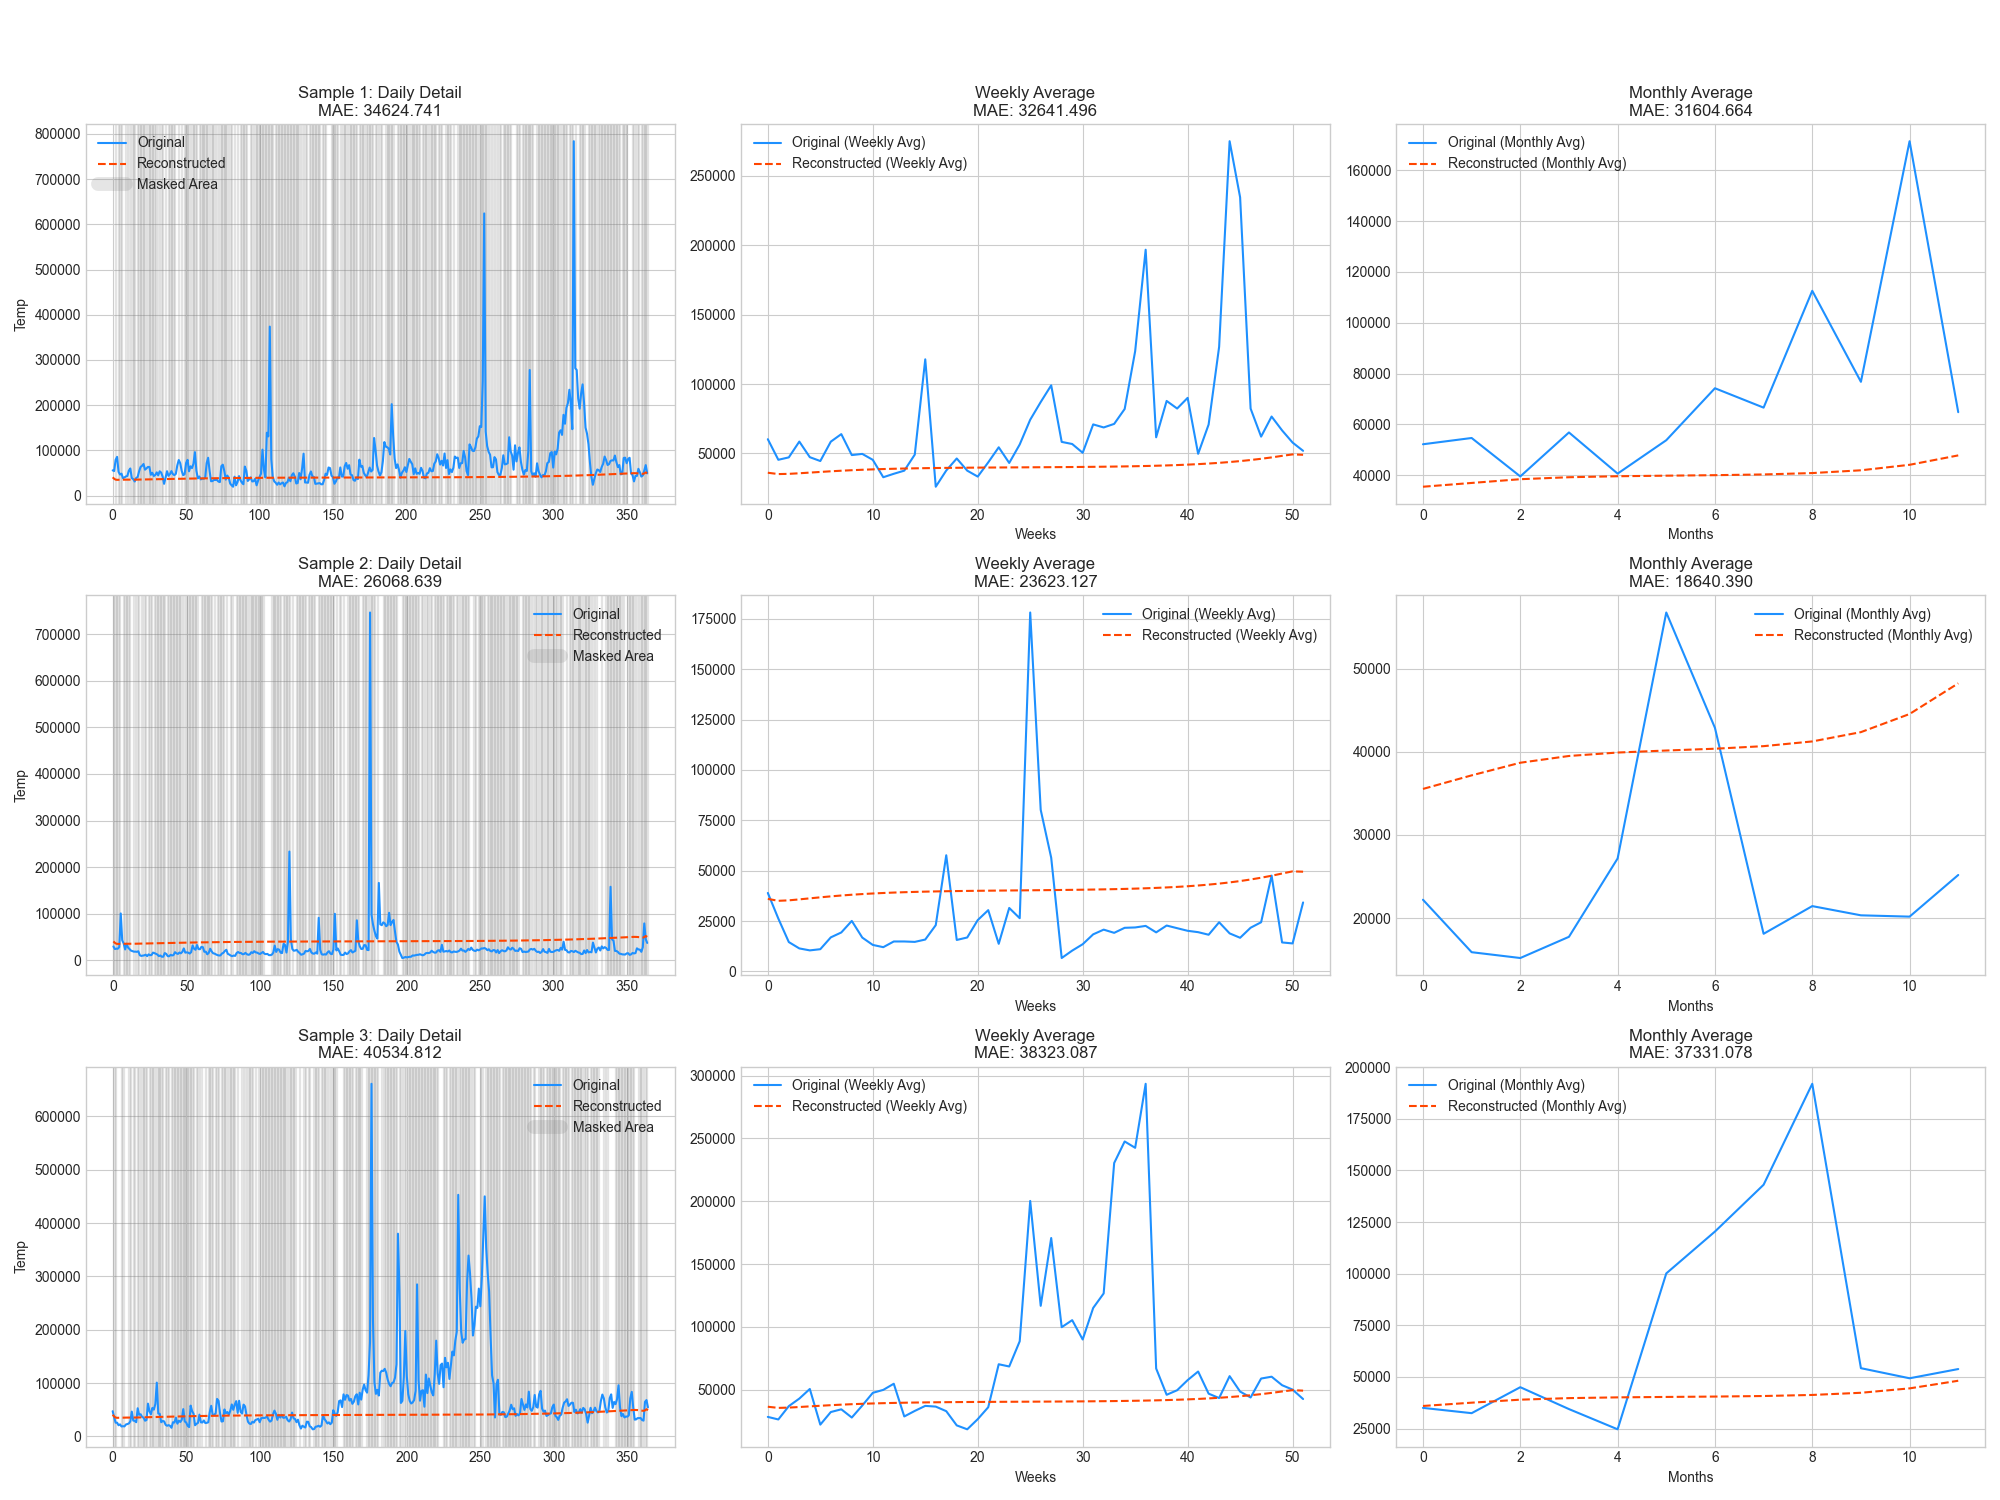 Sample 1: Daily Detail
MAE: 34624.741
800000
700000
600000
500000
400000
300000
200000
100000
0
Temp
Original
Reconstructed
Masked Area
0 50 100 150 200 250 300 350
Weekly Average
MAE: 32641.496
250000
200000
150000
100000
50000
Original (Weekly Avg)
Reconstructed (Weekly Avg)
0 10 20 30 40 50
Weeks
Monthly Average
MAE: 31604.664
160000
140000
120000
100000
80000
60000
40000
Original (Monthly Avg)
Reconstructed (Monthly Avg)
0 2 4 6 8 10
Months
Sample 2: Daily Detail
MAE: 26068.639
700000
600000
500000
400000
300000
200000
100000
0
Temp
Original
Reconstructed
Masked Area
0 50 100 150 200 250 300 350
Weekly Average
MAE: 23623.127
175000
150000
125000
100000
75000
50000
25000
0
Original (Weekly Avg)
Reconstructed (Weekly Avg)
0 10 20 30 40 50
Weeks
Monthly Average
MAE: 18640.390
50000
40000
30000
20000
Original (Monthly Avg)
Reconstructed (Monthly Avg)
0 2 4 6 8 10
Months
Sample 3: Daily Detail
MAE: 40534.812
600000
500000
400000
300000
200000
100000
0
Temp
Original
Reconstructed
Masked Area
0 50 100 150 200 250 300 350
Weekly Average
MAE: 38323.087
300000
250000
200000
150000
100000
50000
Original (Weekly Avg)
Reconstructed (Weekly Avg)
0 10 20 30 40 50
Weeks
Monthly Average
MAE: 37331.078
200000
175000
150000
125000
100000
75000
50000
25000
Original (Monthly Avg)
Reconstructed (Monthly Avg)
0 2 4 6 8 10
Months